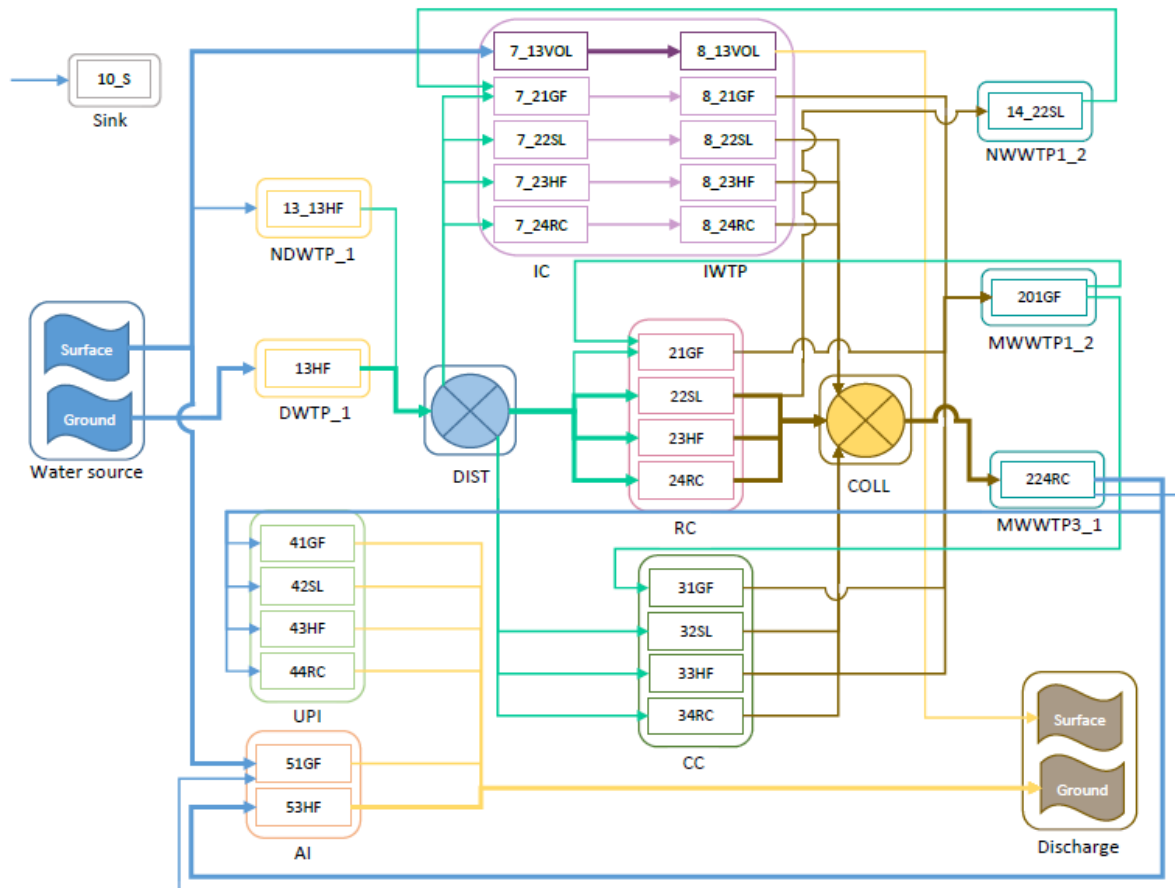 10_S
Sink
7_13VOL
8_13VOL
7_21GF
8_21GF
7_22SL
8_22SL
7_23HF
8_23HF
7_24RC
8_24RC
IC
IWTP
14_22SL
NWWTP1_2
13_13HF
NDWTP_1
Surface
Ground
Water source
13HF
DWTP_1
DIST
21GF
22SL
23HF
24RC
RC
COLL
201GF
MWWTP1_2
224RC
MWWTP3_1
41GF
42SL
43HF
44RC
UPI
31GF
32SL
33HF
34RC
CC
51GF
53HF
AI
Surface
Ground
Discharge